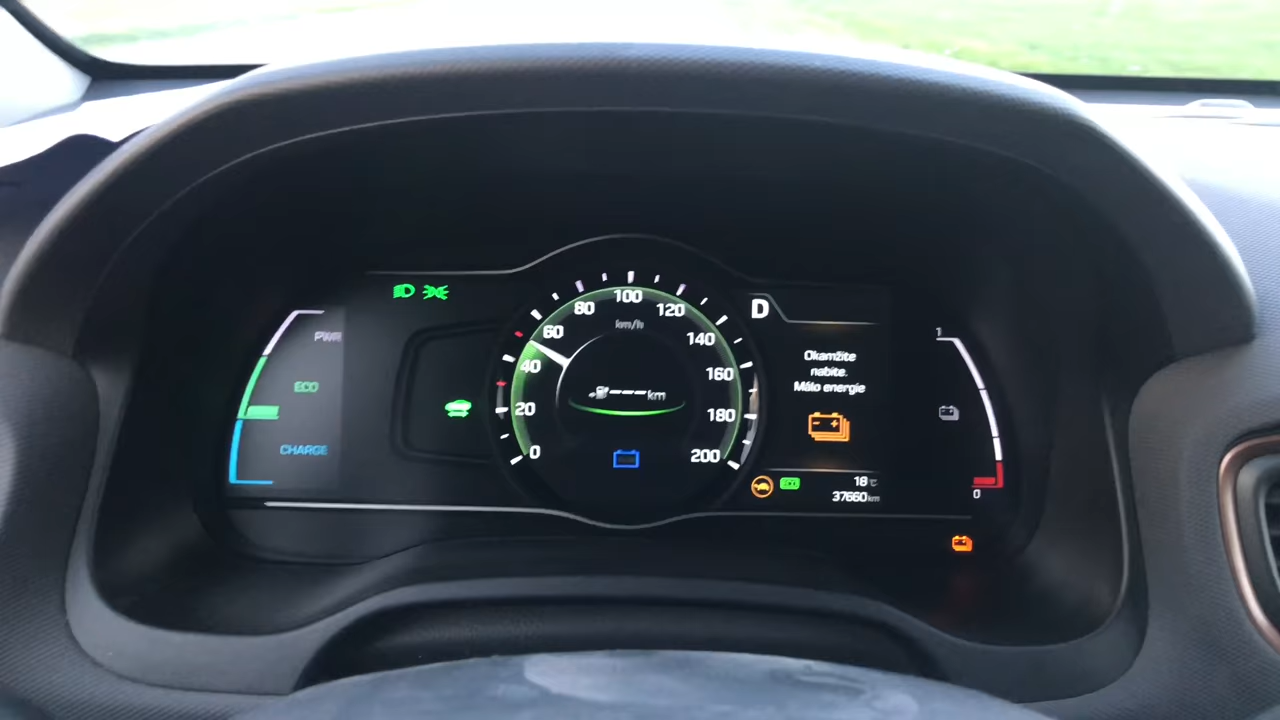 PWR
ECO
CHARGE
0
20
40
60
80
100
120
140
160
180
200
km/h
---km
D
Okamžite
nabite.
Málo energie
ECO
18°C
37660km
1
0